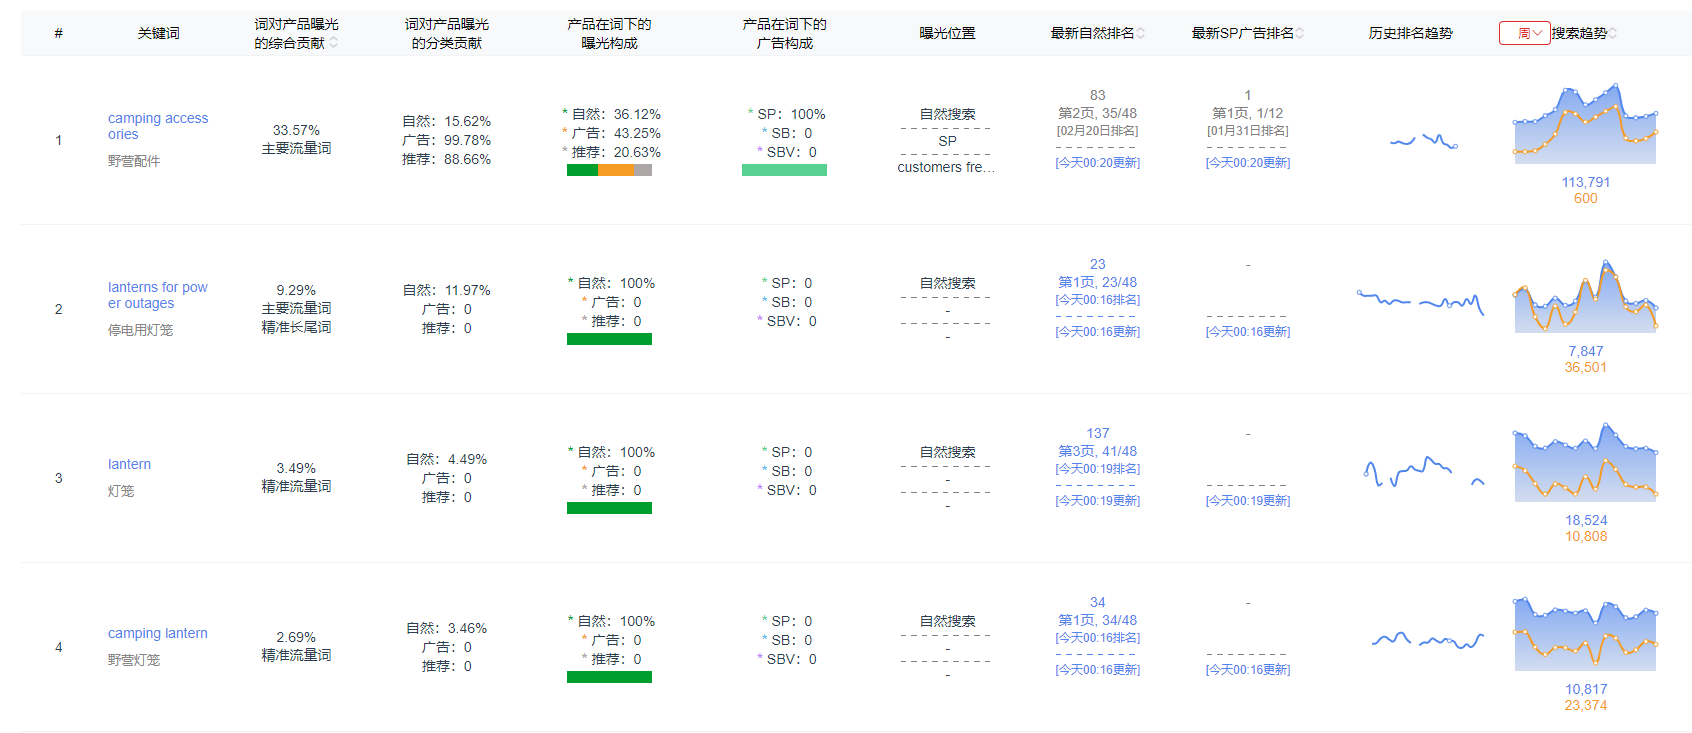 #
关键词
词对产品曝光
的综合贡献
词对产品曝光
的分类贡献
产品在词下的
曝光构成
产品在词下的
广告构成
曝光位置
最新自然排名
最新SP广告排名
历史排名趋势
周
搜索趋势
1
camping access
ories
野营配件
33.57%
主要流量词
自然：15.62%
广告：99.78%
推荐：88.66%
* 自然：36.12%
* 广告：43.25%
* 推荐：20.63%
* SP：100%
* SB：0
* SBV：0
自然搜索
SP
customers fre...
83
第2页, 35/48
[02月20日排名]
[今天00:20更新]
1
第1页, 1/12
[01月31日排名]
[今天00:20更新]
113,791
600
2
lanterns for pow
er outages
停电用灯笼
9.29%
主要流量词
精准长尾词
自然：11.97%
广告：0
推荐：0
* 自然：100%
* 广告：0
* 推荐：0
* SP：0
* SB：0
* SBV：0
自然搜索
-
-
23
第1页, 23/48
[今天00:16排名]
[今天00:16更新]
-
[今天00:16更新]
7,847
36,501
3
lantern
灯笼
3.49%
精准流量词
自然：4.49%
广告：0
推荐：0
* 自然：100%
* 广告：0
* 推荐：0
* SP：0
* SB：0
* SBV：0
自然搜索
-
-
137
第3页, 41/48
[今天00:19排名]
[今天00:19更新]
-
[今天00:19更新]
18,524
10,808
4
camping lantern
野营灯笼
2.69%
精准流量词
自然：3.46%
广告：0
推荐：0
* 自然：100%
* 广告：0
* 推荐：0
* SP：0
* SB：0
* SBV：0
自然搜索
-
-
34
第1页, 34/48
[今天00:16排名]
[今天00:16更新]
-
[今天00:16更新]
10,817
23,374